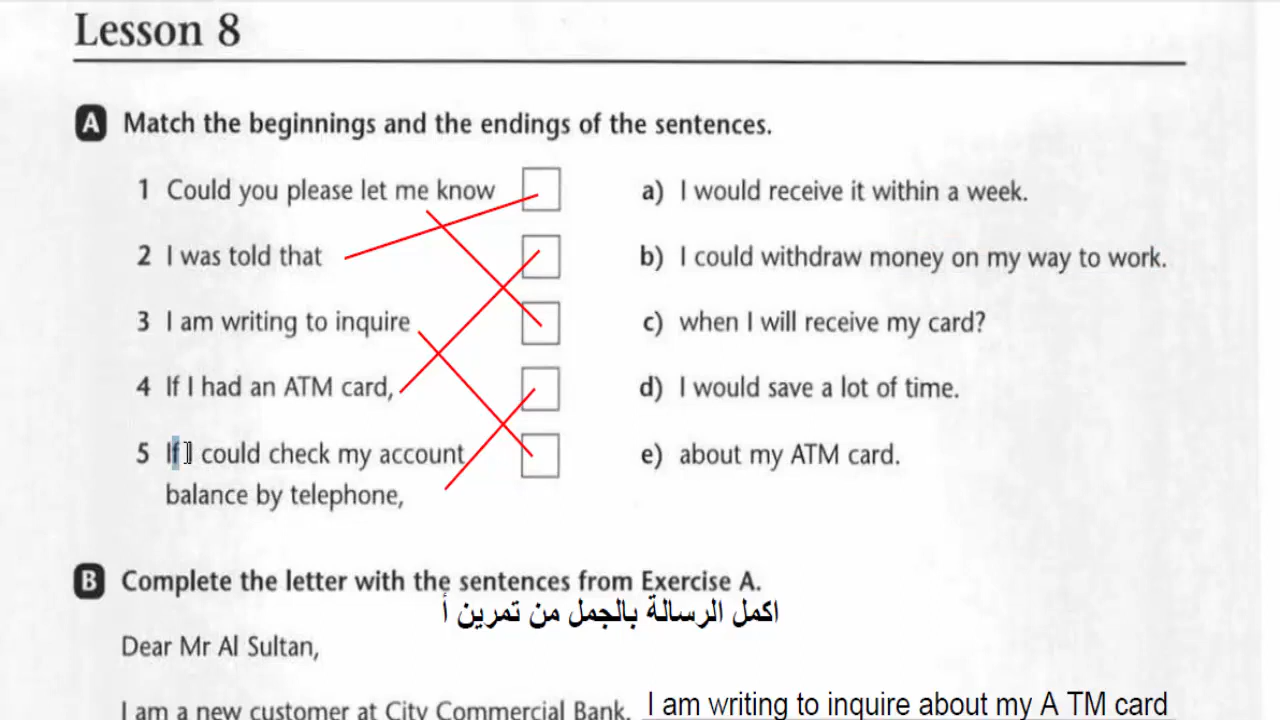 Lesson 8
A Match the beginnings and the endings of the sentences.
1 Could you please let me know
a) I would receive it within a week.
2 I was told that
b) I could withdraw money on my way to work.
3 I am writing to inquire
c) when I will receive my card?
4 If I had an ATM card,
d) I would save a lot of time.
5 If I could check my account
balance by telephone,
e) about my ATM card.
B Complete the letter with the sentences from Exercise A.
اكمل الرسالة بالجمل من تمرين أ
Dear Mr Al Sultan,
I am a new customer at City Commercial Bank. I am writing to inquire about my A TM card